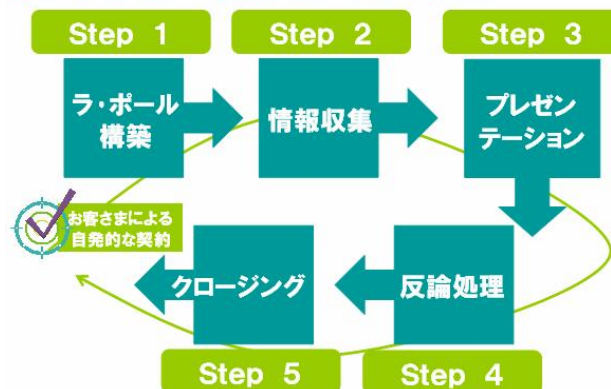 Step 1
Step 2
Step 3
ラ・ポール
構築
情報収集
プレゼン
テーション
お客さまによる
自発的な契約
クロージング
反論処理
Step 5
Step 4